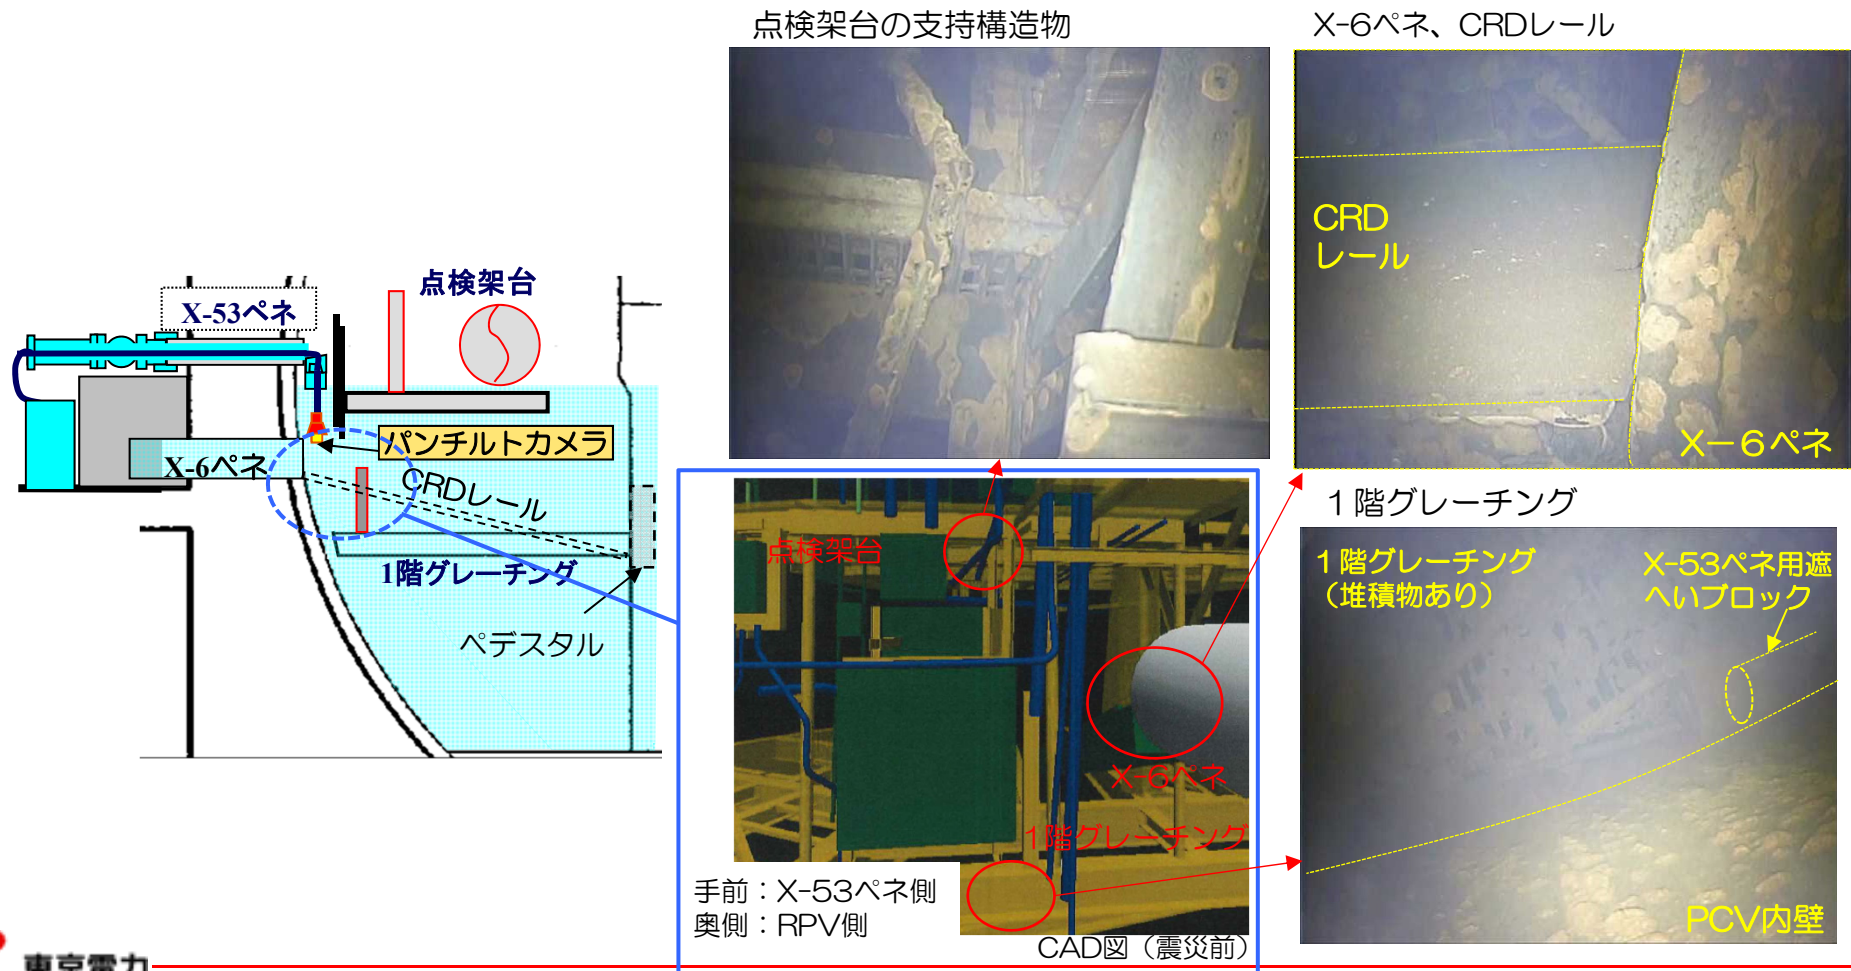 点検架台の支持構造物
X-6ペネ、CRDレール
CRD
レール
X-6ペネ
点検架台
X-53ペネ
パンチルトカメラ
X-6ペネ
CRDレール
1階グレーチング
ペデスタル
点検架台
X-6ペネ
1階グレーチング
手前：X-53ペネ側
奥側：RPV側
CAD図（震災前）
1階グレーチング
1階グレーチング
（堆積物あり）
X-53ペネ用遮
へいブロック
PCV内壁
東京電力